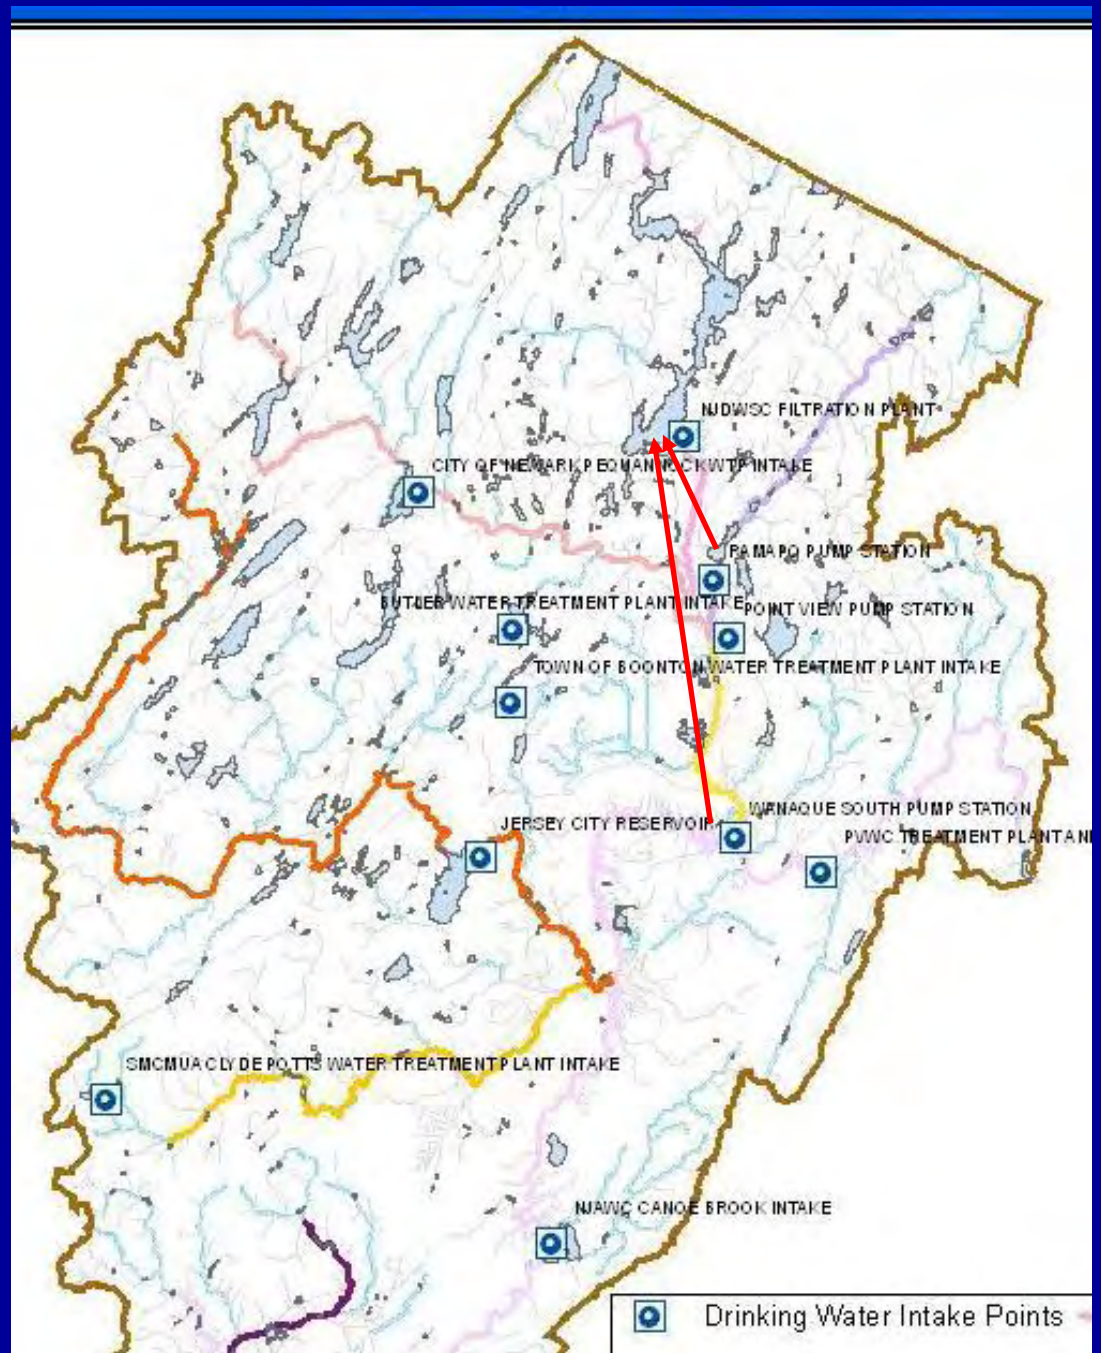 NJDWSC FILTRATION PLANT
CITY OF NEWARK PEQUANNOCK WTP INTAKE
RAMAPO PUMP STATION
BUTLER WATER TREATMENT PLANT INTAKE
POINT VIEW PUMP STATION
TOWN OF BOONTON WATER TREATMENT PLANT INTAKE
WANAQUE SOUTH PUMP STATION
JERSEY CITY RESERVOIR
PVWC TREATMENT PLANT AN
SMCMUA CLYDE POTTS WATER TREATMENT PLANT INTAKE
NJAWC CANOE BROOK INTAKE
Drinking Water Intake Points